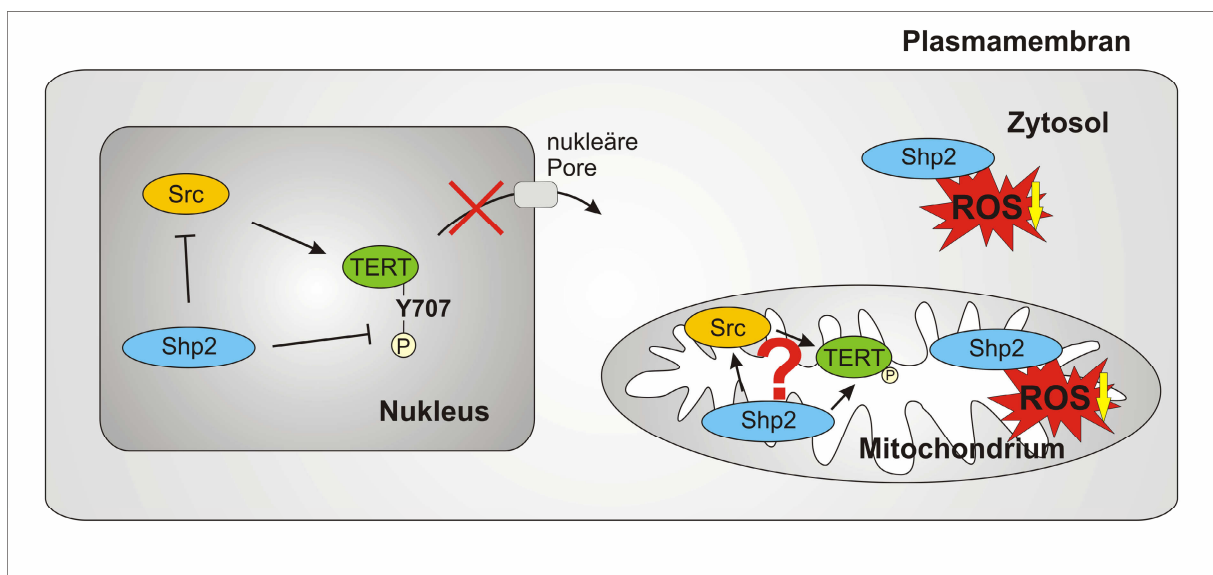 Plasmamembran
Zytosol
nukleäre
Pore
Shp2
ROS
Src
TERT
Y707
P
Shp2
Nukleus
Src
?
TERT
P
Shp2
Shp2
ROS
Mitochondrium